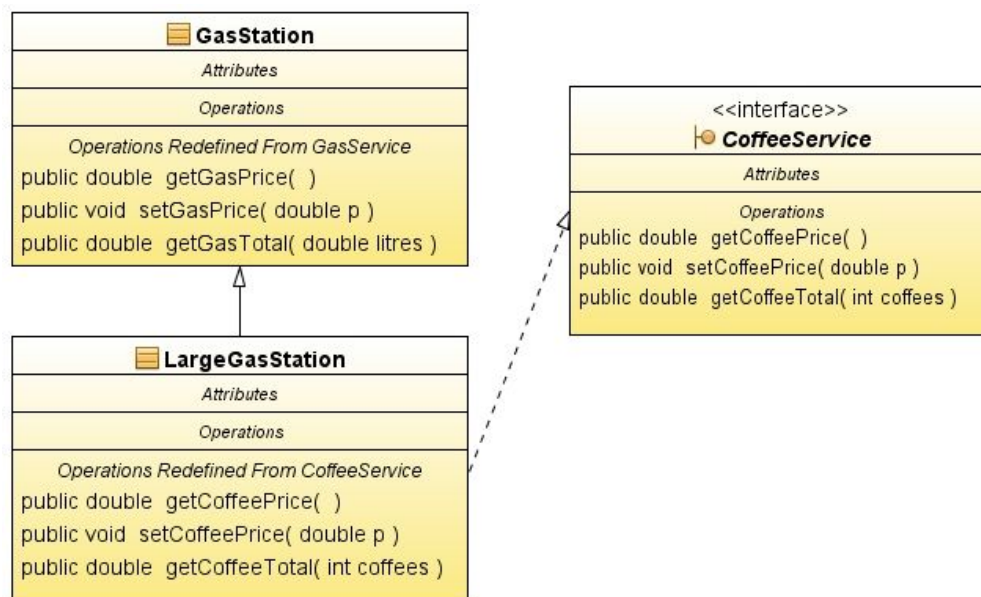 GasStation
Attributes
Operations
Operations Redefined From GasService
public double getGasPrice( )
public void setGasPrice( double p )
public double getGasTotal( double litres )
<<interface>>
CoffeeService
Attributes
Operations
public double getCoffeePrice( )
public void setCoffeePrice( double p )
public double getCoffeeTotal( int coffees )
LargeGasStation
Attributes
Operations
Operations Redefined From CoffeeService
public double getCoffeePrice( )
public void setCoffeePrice( double p )
public double getCoffeeTotal( int coffees )